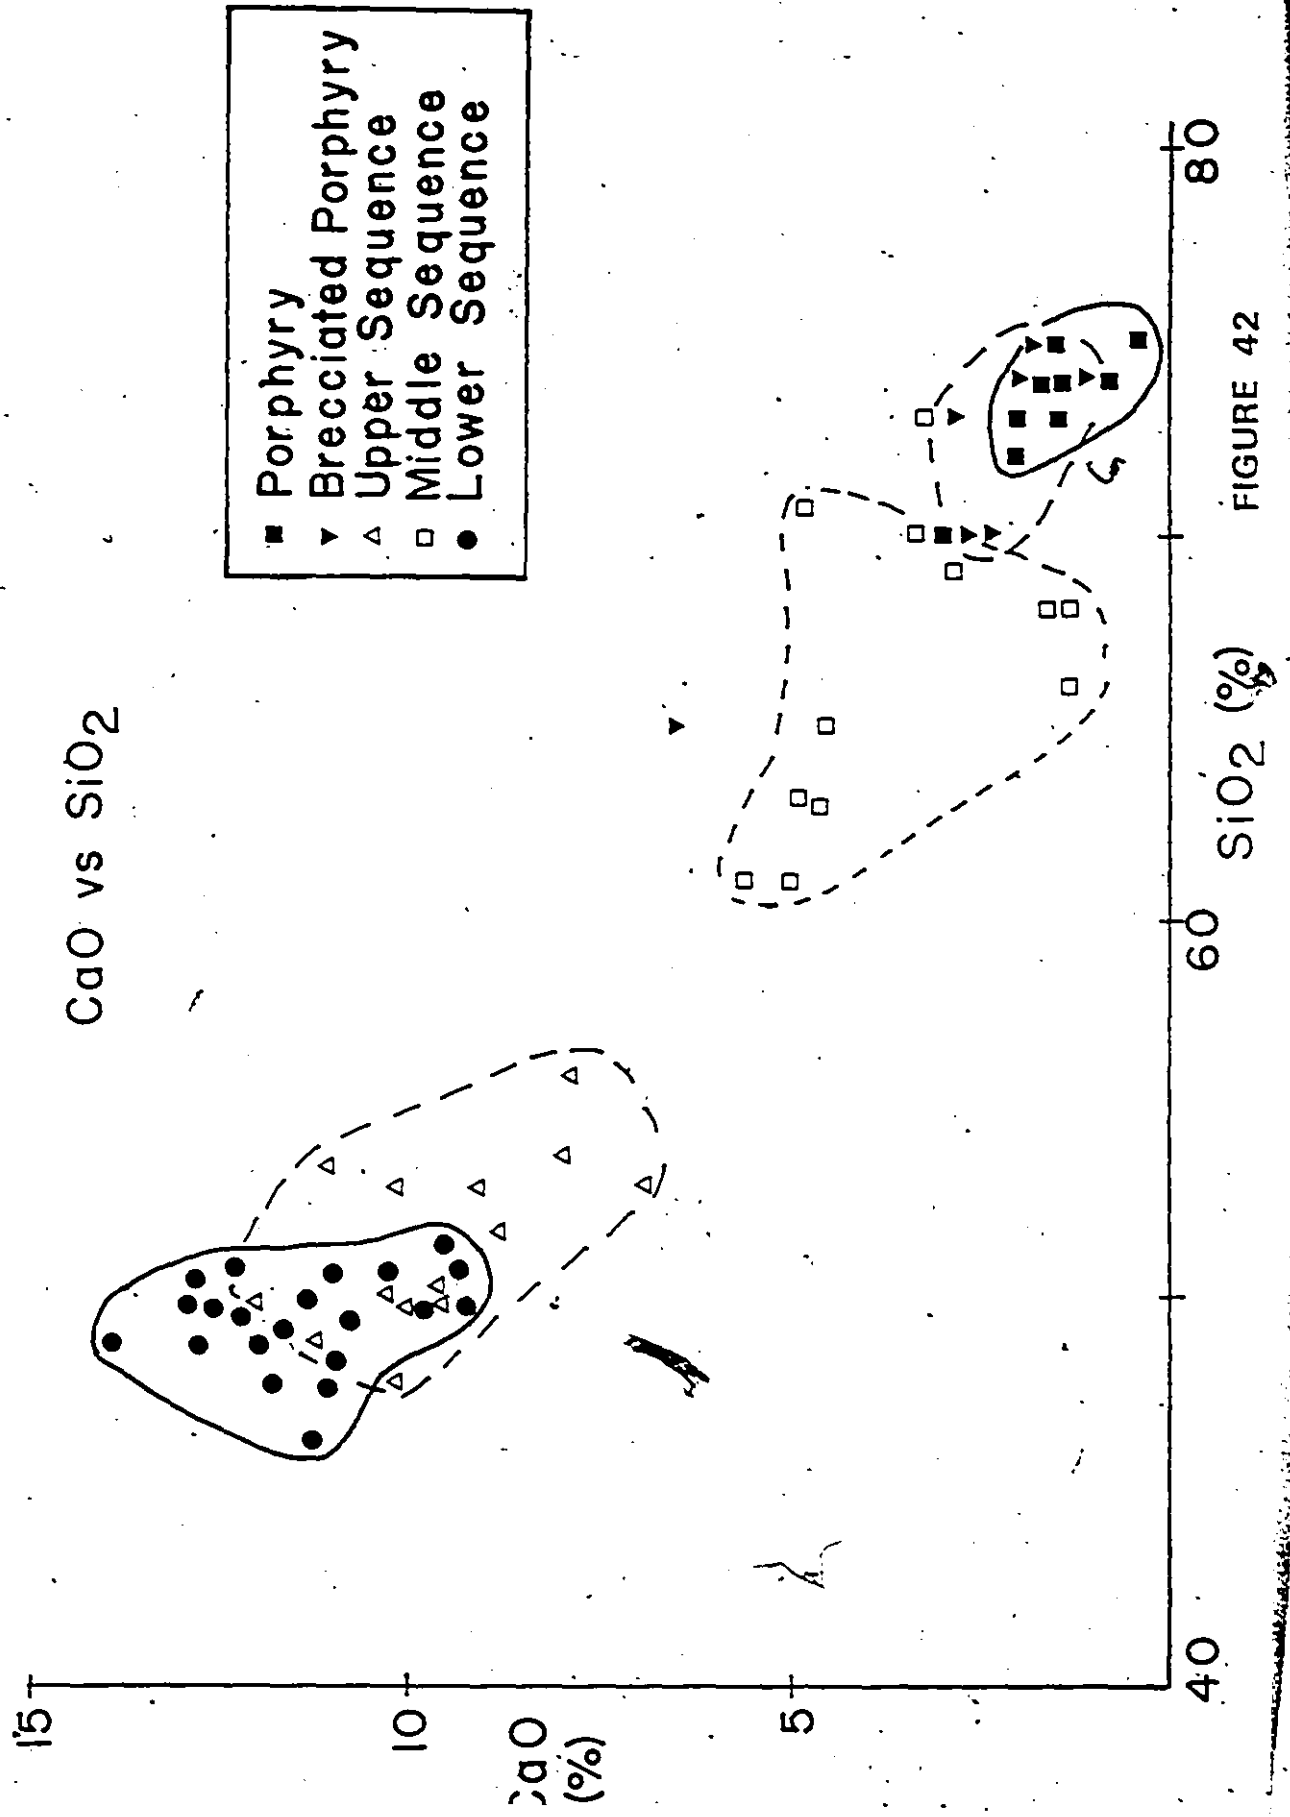 CaO vs SiO2
Porphyry
Brecciated Porphyry
Upper Sequence
Middle Sequence
Lower Sequence
15
10
CaO
(%)
5
40
60
80
SiO2 (%)
FIGURE 42